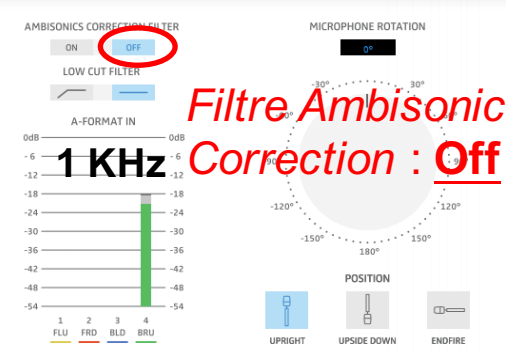 AMBISONICS CORRECTION FILTER
ON OFF
LOW CUT FILTER
A-FORMAT IN
0dB 0dB
-6 -6
-12 -12
-18 -18
-24 -24
-30 -30
-36 -36
-42 -42
-48 -48
-54 -54
1 2 3 4
FLU FRD BLD BRU
1 KHz
MICROPHONE ROTATION
0°
-30° 30°
-120° 120°
-150° 150°
180°
Filtre Ambisonic
Correction : Off
POSITION
UPRIGHT UPSIDE DOWN ENDFIRE